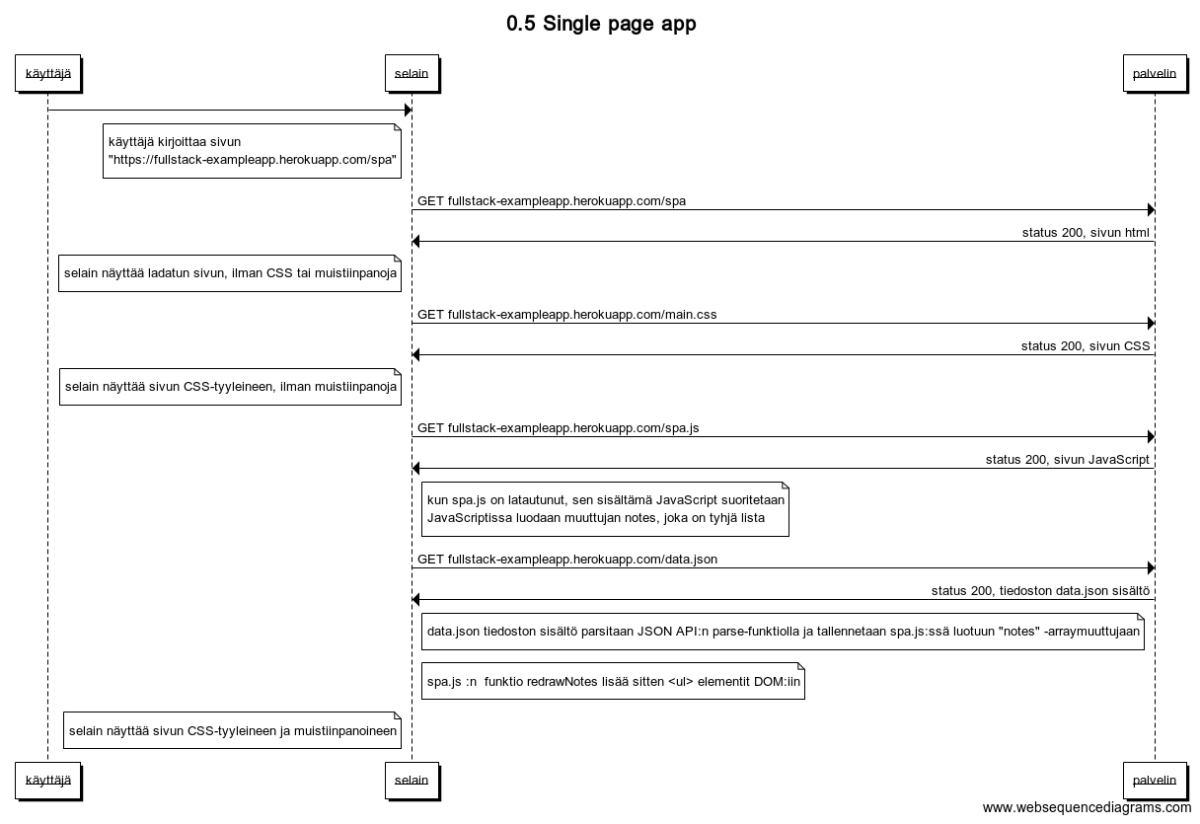 0.5 Single page app
käyttäjä
selain
palvelin
käyttäjä kirjoittaa sivun
"https://fullstack-exampleapp.herokuapp.com/spa"
GET fullstack-exampleapp.herokuapp.com/spa
status 200, sivun html
selain näyttää ladatun sivun, ilman CSS tai muistiinpanoja
GET fullstack-exampleapp.herokuapp.com/main.css
status 200, sivun CSS
selain näyttää sivun CSS-tyyleineen, ilman muistiinpanoja
GET fullstack-exampleapp.herokuapp.com/spa.js
status 200, sivun JavaScript
kun spa.js on latautunut, sen sisältämä JavaScript suoritetaan
JavaScriptissa luodaan muuttujan notes, joka on tyhjä lista
GET fullstack-exampleapp.herokuapp.com/data.json
status 200, tiedoston data.json sisältö
data.json tiedoston sisältö parsitaan JSON API:n parse-funktiolla ja tallennetaan spa.js:ssä luotuun "notes" -arraymuuttujaan
spa.js :n  funktio redrawNotes lisää sitten <ul> elementit DOM:iin
selain näyttää sivun CSS-tyyleineen ja muistiinpanoineen
käyttäjä
selain
palvelin
www.websequencediagrams.com